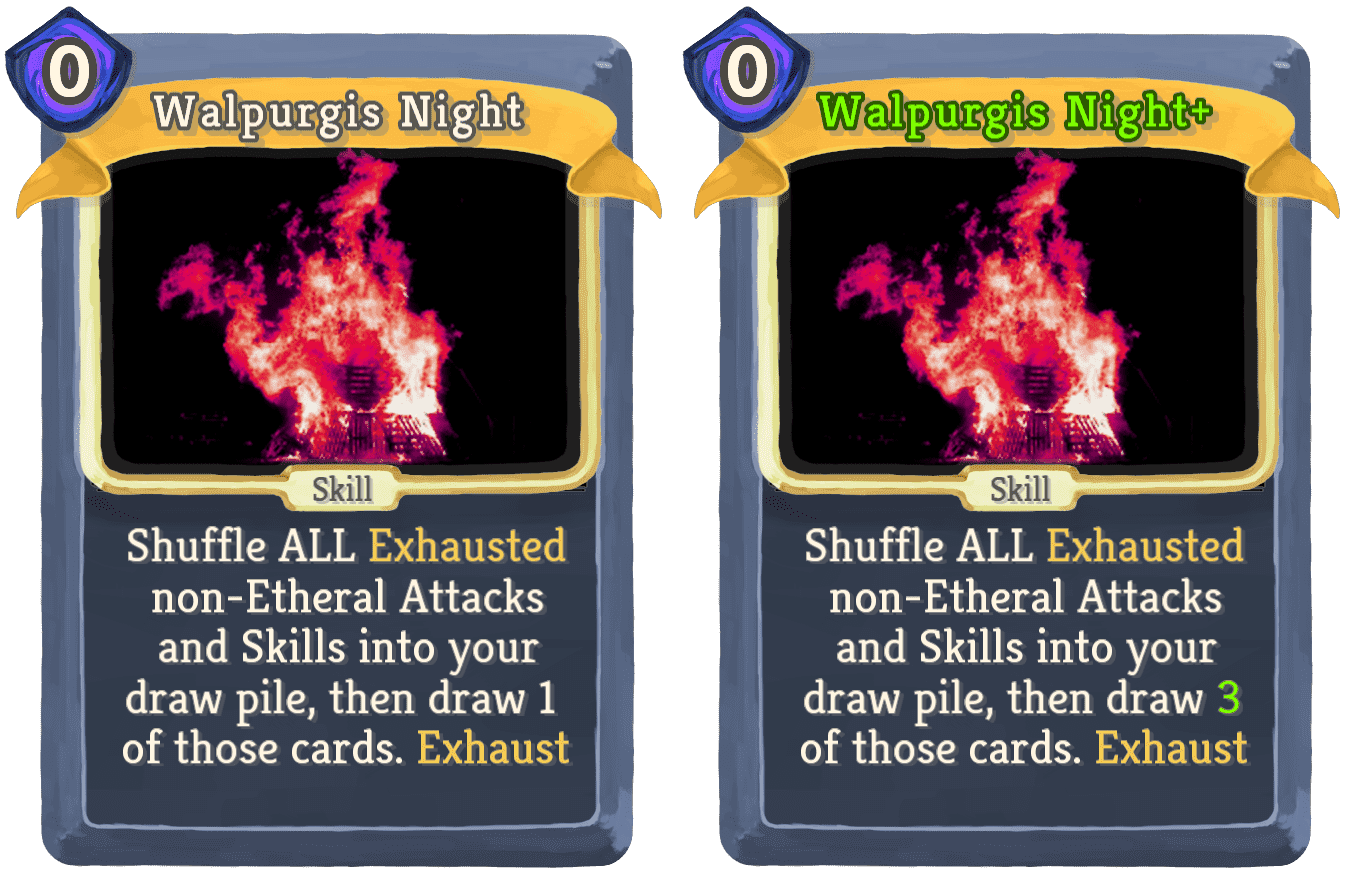 0
Walpurgis Night
Skill
Shuffle ALL Exhausted
non-Etheral Attacks
and Skills into your
draw pile, then draw 1
of those cards. Exhaust
0
Walpurgis Night+
Skill
Shuffle ALL Exhausted
non-Etheral Attacks
and Skills into your
draw pile, then draw 3
of those cards. Exhaust